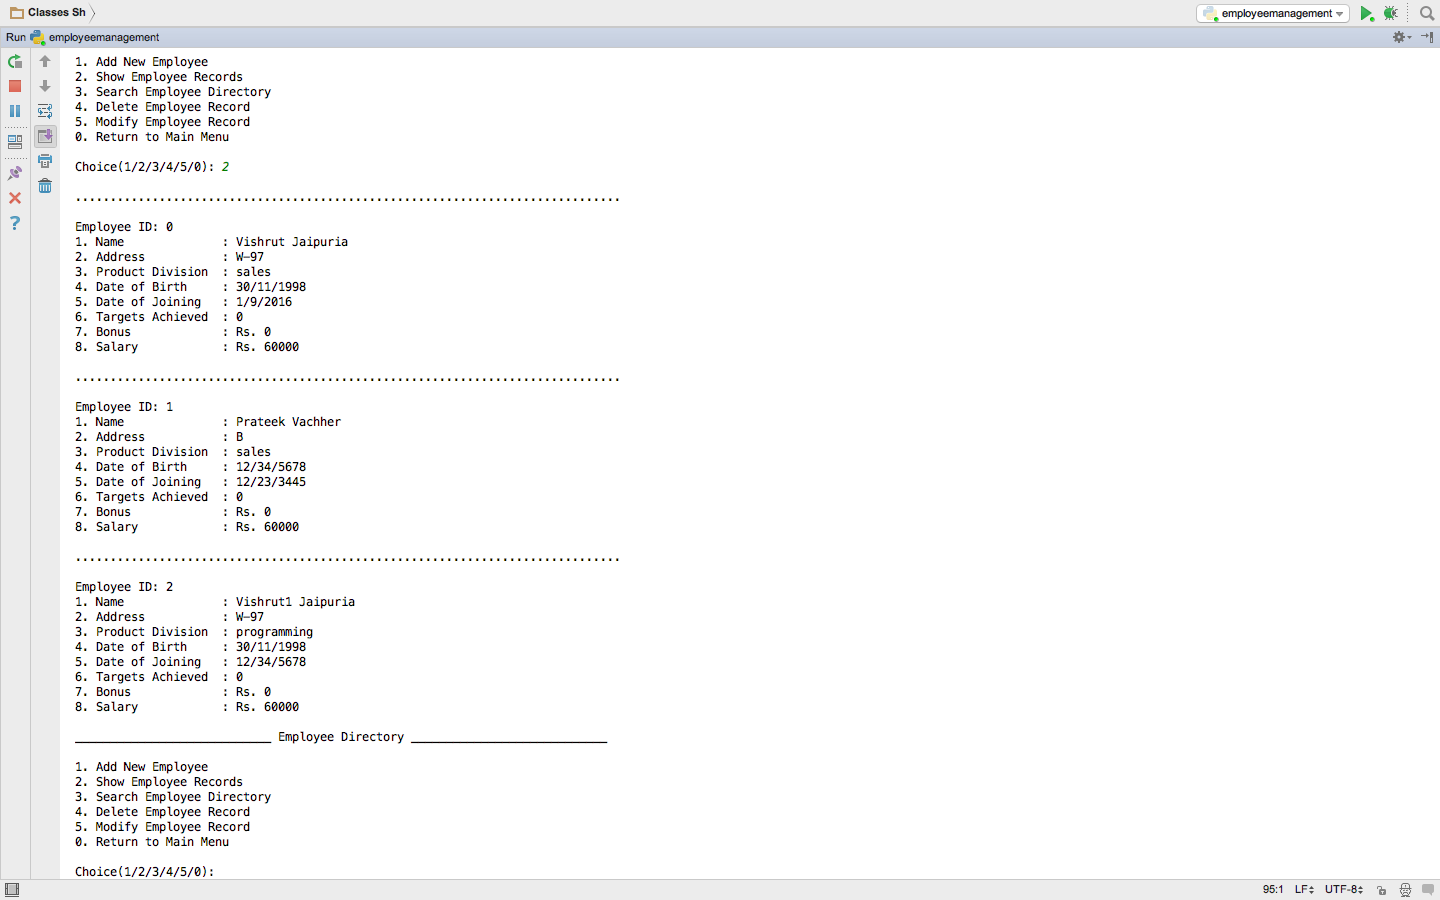 Classes Sh
employeemanagement
Run employeemanagement
1. Add New Employee
2. Show Employee Records
3. Search Employee Directory
4. Delete Employee Record
5. Modify Employee Record
0. Return to Main Menu
Choice(1/2/3/4/5/0): 2
..............................................................................
Employee ID: 0
1. Name : Vishrut Jaipuria
2. Address : W-97
3. Product Division : sales
4. Date of Birth : 30/11/1998
5. Date of Joining : 1/9/2016
6. Targets Achieved : 0
7. Bonus : Rs. 0
8. Salary : Rs. 60000
..............................................................................
Employee ID: 1
1. Name : Prateek Vachher
2. Address : B
3. Product Division : sales
4. Date of Birth : 12/34/5678
5. Date of Joining : 12/23/3445
6. Targets Achieved : 0
7. Bonus : Rs. 0
8. Salary : Rs. 60000
..............................................................................
Employee ID: 2
1. Name : Vishrut1 Jaipuria
2. Address : W-97
3. Product Division : programming
4. Date of Birth : 30/11/1998
5. Date of Joining : 12/34/5678
6. Targets Achieved : 0
7. Bonus : Rs. 0
8. Salary : Rs. 60000
____________________________ Employee Directory ____________________________
1. Add New Employee
2. Show Employee Records
3. Search Employee Directory
4. Delete Employee Record
5. Modify Employee Record
0. Return to Main Menu
Choice(1/2/3/4/5/0):
95:1 LF UTF-8